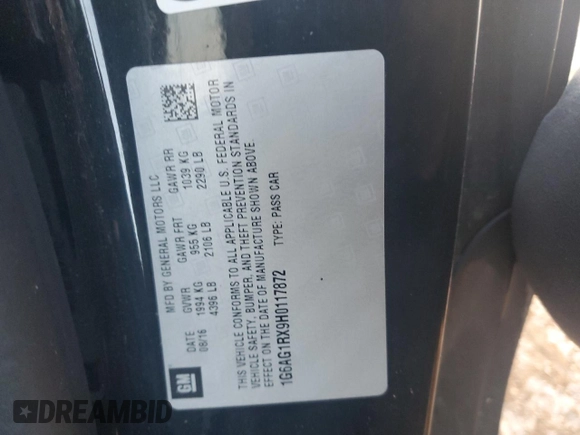 MFD BY GENERAL MOTORS LLC
DATE GVWR GAWR FRT GAWR RR
08/16 1994 KG 955 KG 1039 KG
4396 LB 2106 LB 2290 LB
THIS VEHICLE CONFORMS TO ALL APPLICABLE U.S. FEDERAL MOTOR
VEHICLE SAFETY, BUMPER, AND THEFT PREVENTION STANDARDS IN
EFFECT ON THE DATE OF MANUFACTURE SHOWN ABOVE.
1G6AG1RX9H0117872 TYPE: PASS CAR
GM
DREAMBID